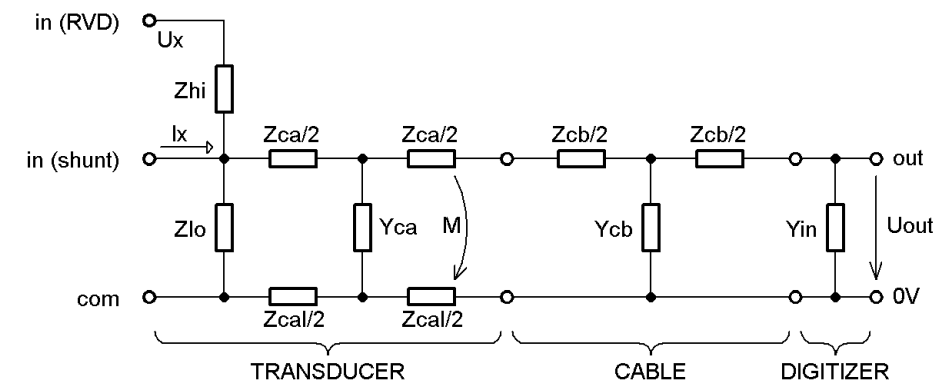 in (RVD)
Ux
Zhi
Ix
Zca/2
Zca/2
Zcb/2
Zcb/2
in (shunt)
out
Zlo
Yca
M
Ycb
Yin
Uout
com
0V
Zcal/2
Zcal/2
TRANSDUCER
CABLE
DIGITIZER